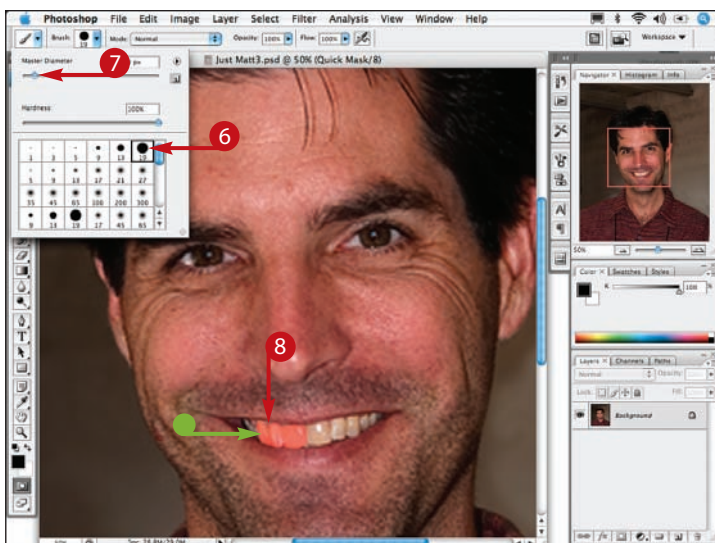 Photoshop File Edit Image Layer Select Filter Analysis View Window Help
Brush: 19 Mode: Normal Opacity: 100% Flow: 100% Workspace
Just Matt3.psd @ 50% (Quick Mask/8)
Master Diameter px
7
Hardness: 100%
6
1 3 5 9 13 19
5 9 13 17 21 27
35 45 65 100 200 300
9 13 19 17 45 65
8
Navigator × Histogram Info
50%
Color × Swatches Styles
K 100 %
Layers × Channels Paths
Normal Opacity:
Lock: Fill:
Background